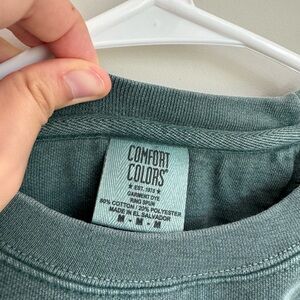 COMFORT
COLORS®
★ EST. 1975 ★
GARMENT DYE
RING SPUN
80% COTTON / 20% POLYESTER
MADE IN EL SALVADOR
M - M - M